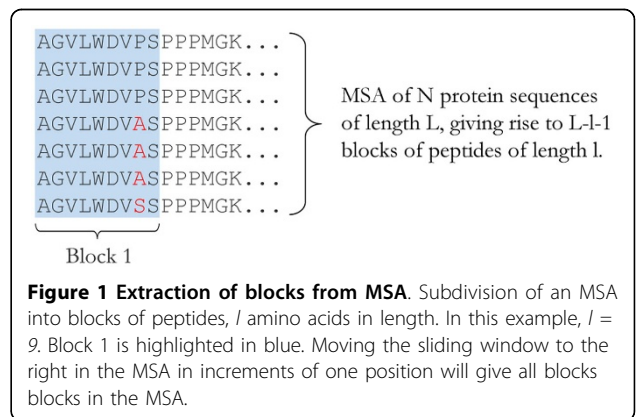 AGVLWDVPSPPPMGK...
AGVLWDVPSPPPMGK...
AGVLWDVPSPPPMGK...
AGVLWDVASPPPMGK...
AGVLWDVASPPPMGK...
AGVLWDVASPPPMGK...
AGVLWDVSSPPPMGK...
Block 1
MSA of N protein sequences
of length L, giving rise to L-l-1
blocks of peptides of length l.
Figure 1 Extraction of blocks from MSA. Subdivision of an MSA
into blocks of peptides, l amino acids in length. In this example, l =
9. Block 1 is highlighted in blue. Moving the sliding window to the
right in the MSA in increments of one position will give all blocks
blocks in the MSA.